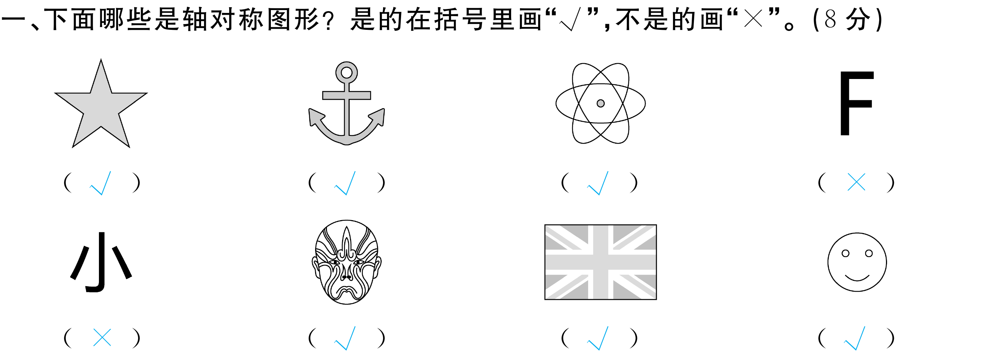 一、下面哪些是轴对称图形？是的在括号里画“√”,不是的画“×”。(8 分)
F
( √ ) ( √ ) ( √ ) ( × )
小
( × ) ( √ ) ( √ ) ( √ )